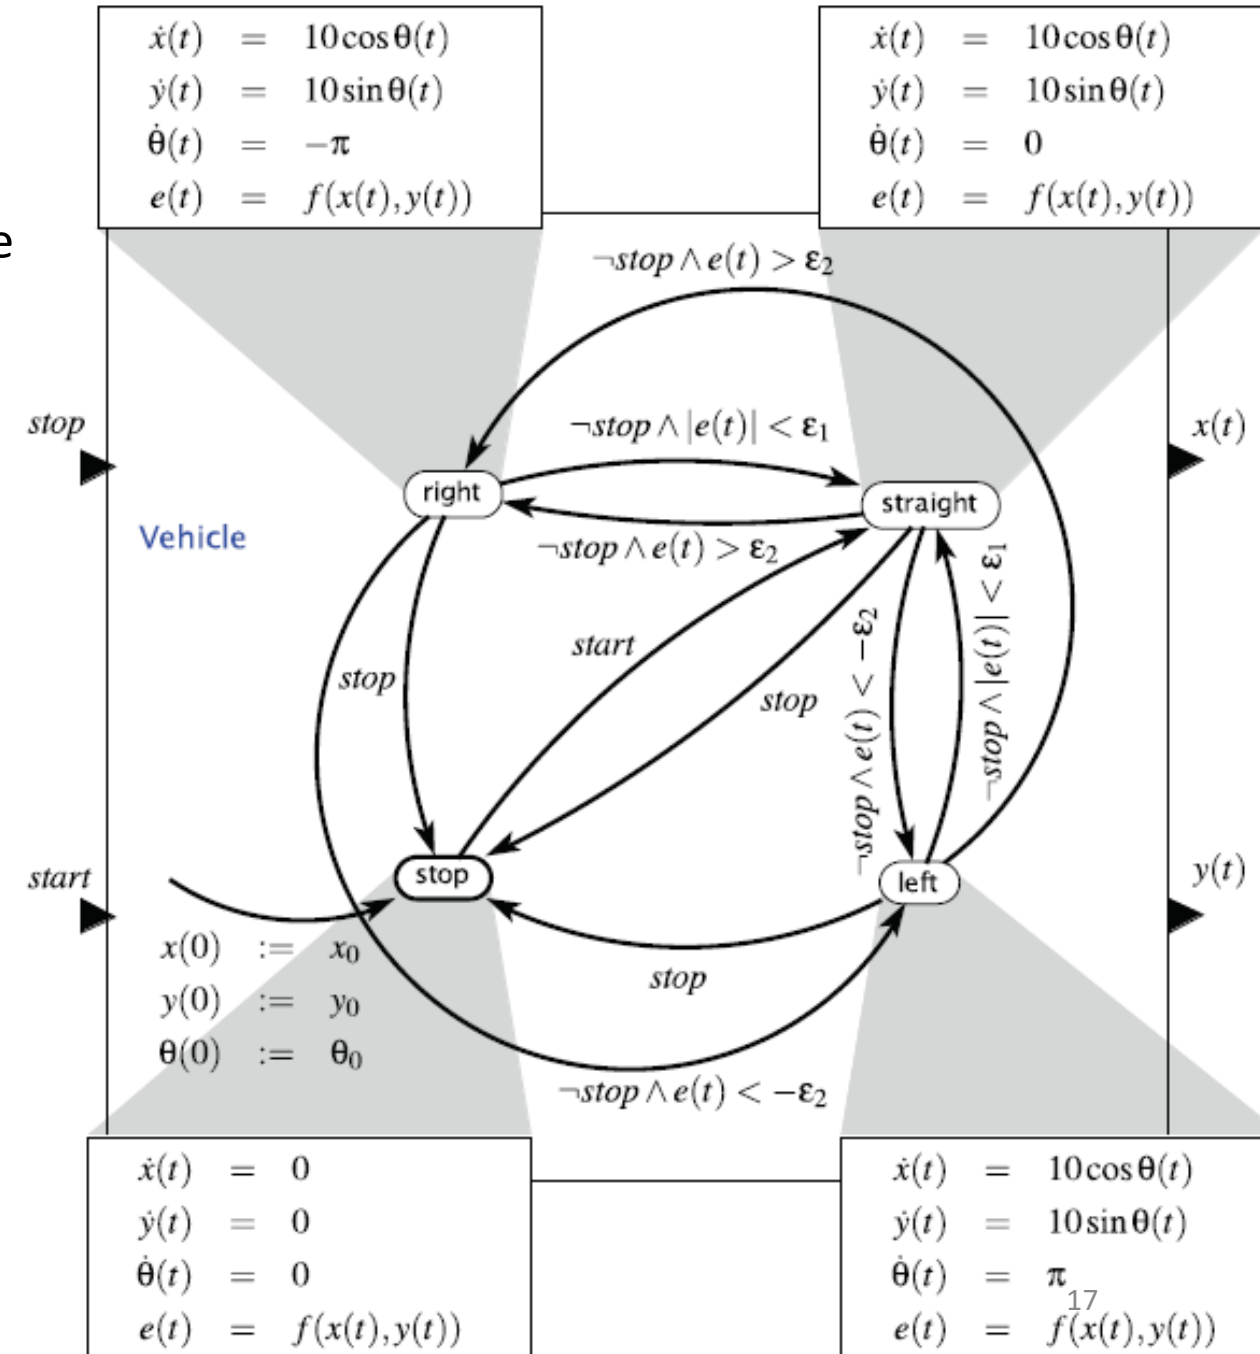 ẋ(t) = 10cosθ(t)
ẏ(t) = 10sinθ(t)
θ̇(t) = −π
e(t) = f(x(t),y(t))
ẋ(t) = 10cosθ(t)
ẏ(t) = 10sinθ(t)
θ̇(t) = 0
e(t) = f(x(t),y(t))
e
¬stop ∧ e(t) > ε₂
stop
¬stop ∧ |e(t)| < ε₁
x(t)
right
straight
Vehicle
¬stop ∧ e(t) > ε₂
start
stop
stop
¬stop ∧ e(t) < −ε₂
¬stop ∧ |e(t)| < ε₁
start
stop
left
y(t)
x(0) := x₀
y(0) := y₀
θ(0) := θ₀
stop
¬stop ∧ e(t) < −ε₂
ẋ(t) = 0
ẏ(t) = 0
θ̇(t) = 0
e(t) = f(x(t),y(t))
ẋ(t) = 10cosθ(t)
ẏ(t) = 10sinθ(t)
θ̇(t) = π
17
e(t) = f(x(t),y(t))